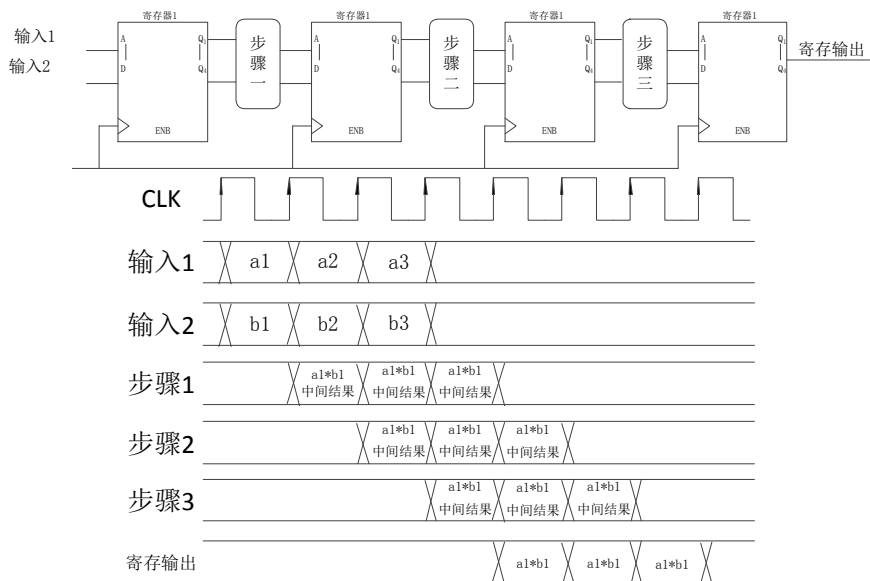 寄存器1 寄存器1 寄存器1 寄存器1
输入1
输入2
A Q1 A Q1 A Q1 A Q1
D Q4 D Q4 D Q4 D Q4
ENB ENB ENB ENB
步骤一
步骤二
步骤三
寄存输出
CLK
输入1 a1 a2 a3
输入2 b1 b2 b3
步骤1 a1*b1 a1*b1 a1*b1
中间结果 中间结果 中间结果
步骤2 a1*b1 a1*b1 a1*b1
中间结果 中间结果 中间结果
步骤3 a1*b1 a1*b1 a1*b1
中间结果 中间结果 中间结果
寄存输出 a1*b1 a1*b1 a1*b1